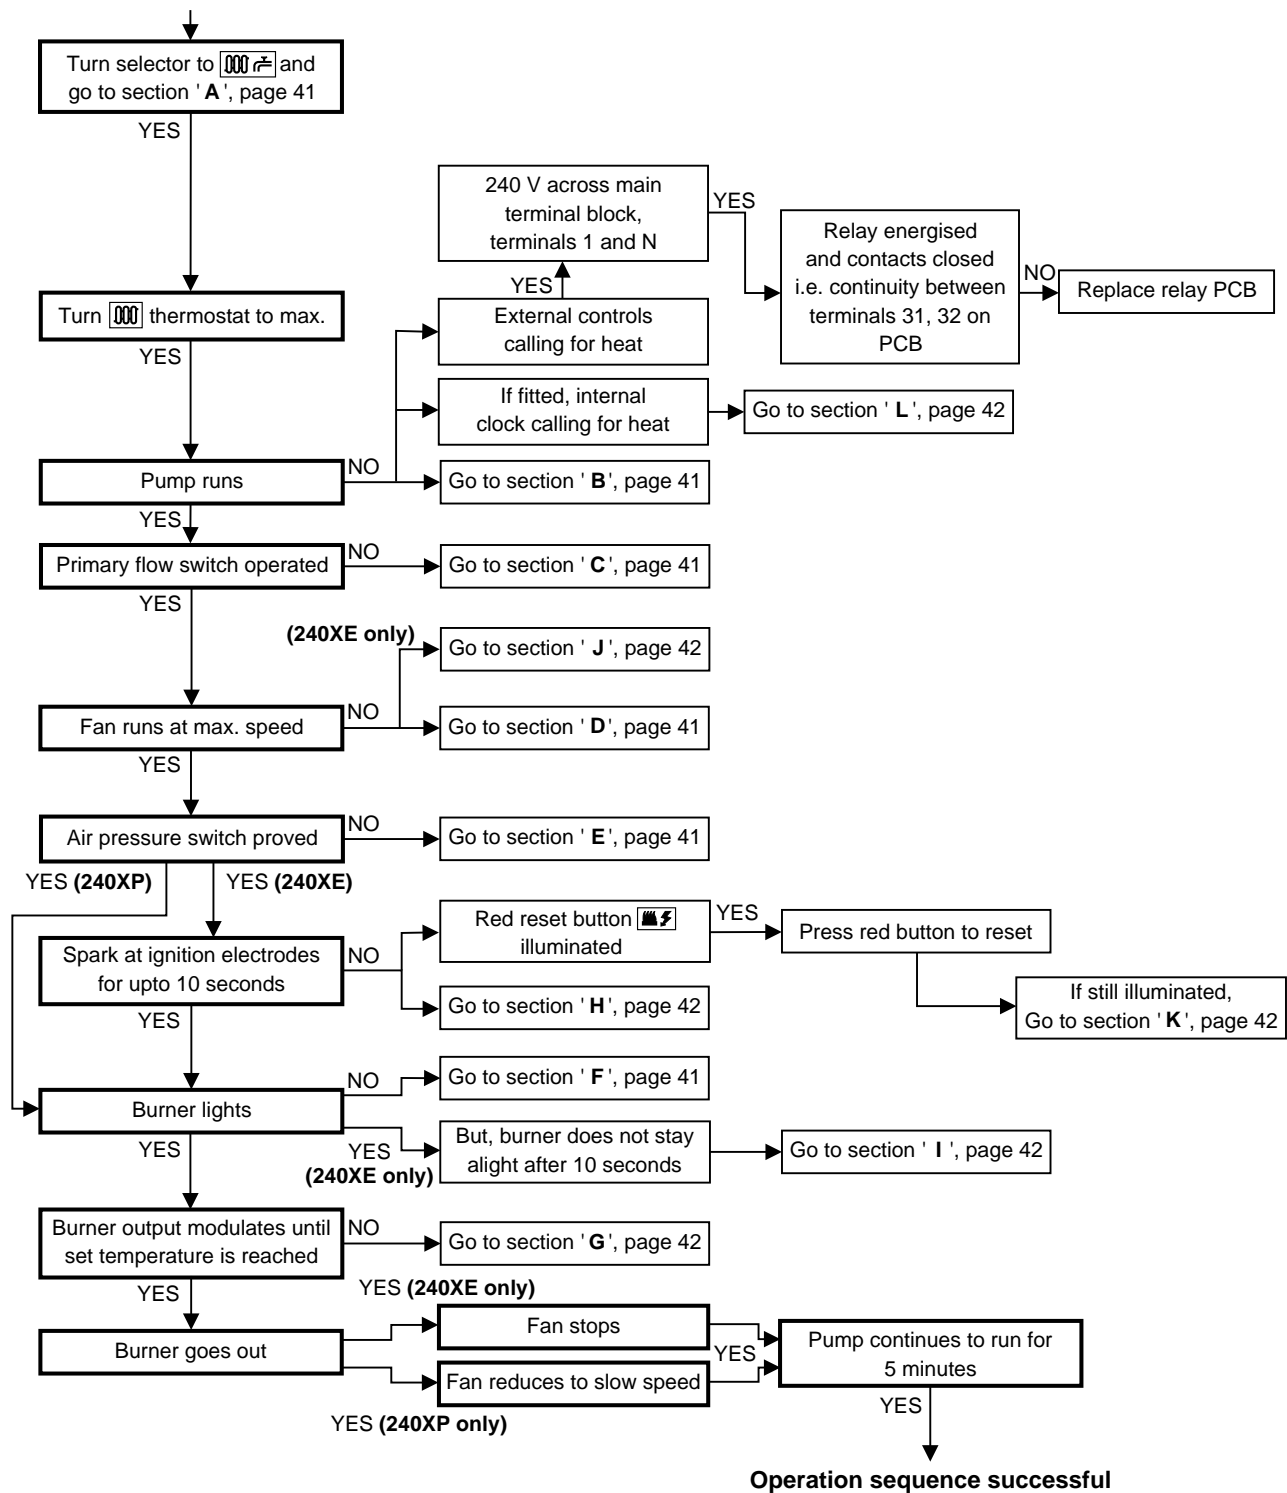 Turn selector to and
go to section ' A ', page 41
YES
240 V across main
terminal block,
terminals 1 and N
YES
Relay energised
and contacts closed
i.e. continuity between
terminals 31, 32 on
PCB
NO
Replace relay PCB
YES
Turn thermostat to max.
External controls
calling for heat
YES
If fitted, internal
clock calling for heat
Go to section ' L ', page 42
Pump runs
NO
Go to section ' B ', page 41
YES
Primary flow switch operated
NO
Go to section ' C ', page 41
YES
(240XE only)
Go to section ' J ', page 42
Fan runs at max. speed
NO
Go to section ' D ', page 41
YES
Air pressure switch proved
NO
Go to section ' E ', page 41
YES (240XP)
YES (240XE)
Red reset button
illuminated
YES
Press red button to reset
Spark at ignition electrodes
for upto 10 seconds
NO
Go to section ' H ', page 42
If still illuminated,
Go to section ' K ', page 42
YES
NO
Go to section ' F ', page 41
Burner lights
YES
YES
(240XE only)
But, burner does not stay
alight after 10 seconds
Go to section ' I ', page 42
Burner output modulates until
set temperature is reached
NO
Go to section ' G ', page 42
YES
YES (240XE only)
Fan stops
Burner goes out
YES
Pump continues to run for
5 minutes
Fan reduces to slow speed
YES (240XP only)
YES
Operation sequence successful